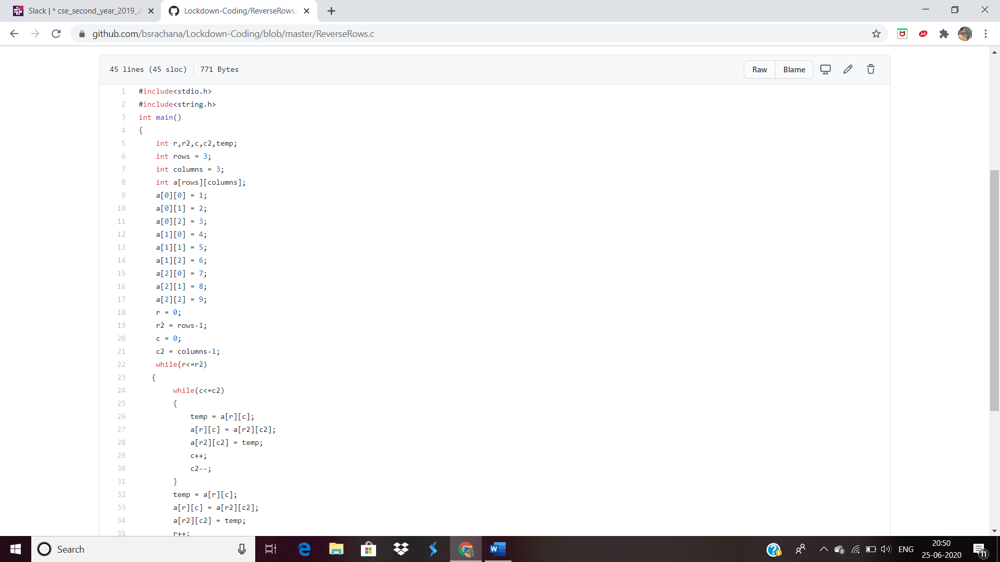 Slack | * cse_second_year_2019_2
Lockdown-Coding/ReverseRows.
github.com/bsrachana/Lockdown-Coding/blob/master/ReverseRows.c
Ask
45 lines (45 sloc) 771 Bytes
Raw Blame
1 #include<stdio.h>
2 #include<string.h>
3 int main()
4 {
5 int r,r2,c,c2,temp;
6 int rows = 3;
7 int columns = 3;
8 int a[rows][columns];
9 a[0][0] = 1;
10 a[0][1] = 2;
11 a[0][2] = 3;
12 a[1][0] = 4;
13 a[1][1] = 5;
14 a[1][2] = 6;
15 a[2][0] = 7;
16 a[2][1] = 8;
17 a[2][2] = 9;
18 r = 0;
19 r2 = rows-1;
20 c = 0;
21 c2 = columns-1;
22 while(r<=r2)
23 {
24 while(c<=c2)
25 {
26 temp = a[r][c];
27 a[r][c] = a[r2][c2];
28 a[r2][c2] = temp;
29 c++;
30 c2--;
31 }
32 temp = a[r][c];
33 a[r][c] = a[r2][c2];
34 a[r2][c2] = temp;
35 r++;
Search
ENG
20:50
25-06-2020
11